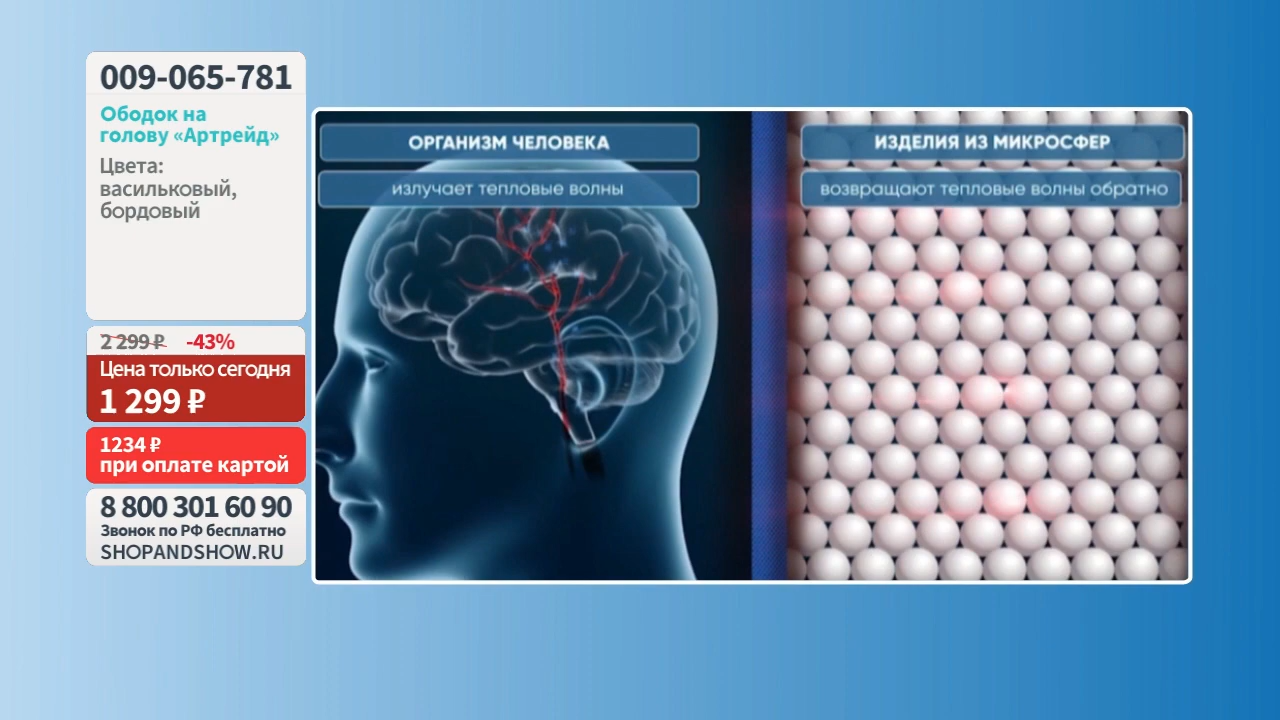 009-065-781
Ободок на
голову «Артрейд»
Цвета:
васильковый,
бордовый
2 299 ₽ -43%
Цена только сегодня
1 299 ₽
1234 ₽
при оплате картой
8 800 301 60 90
Звонок по РФ бесплатно
SHOPANDSHOW.RU
ОРГАНИЗМ ЧЕЛОВЕКА
излучает тепловые волны
ИЗДЕЛИЯ ИЗ МИКРОСФЕР
возвращают тепловые волны обратно